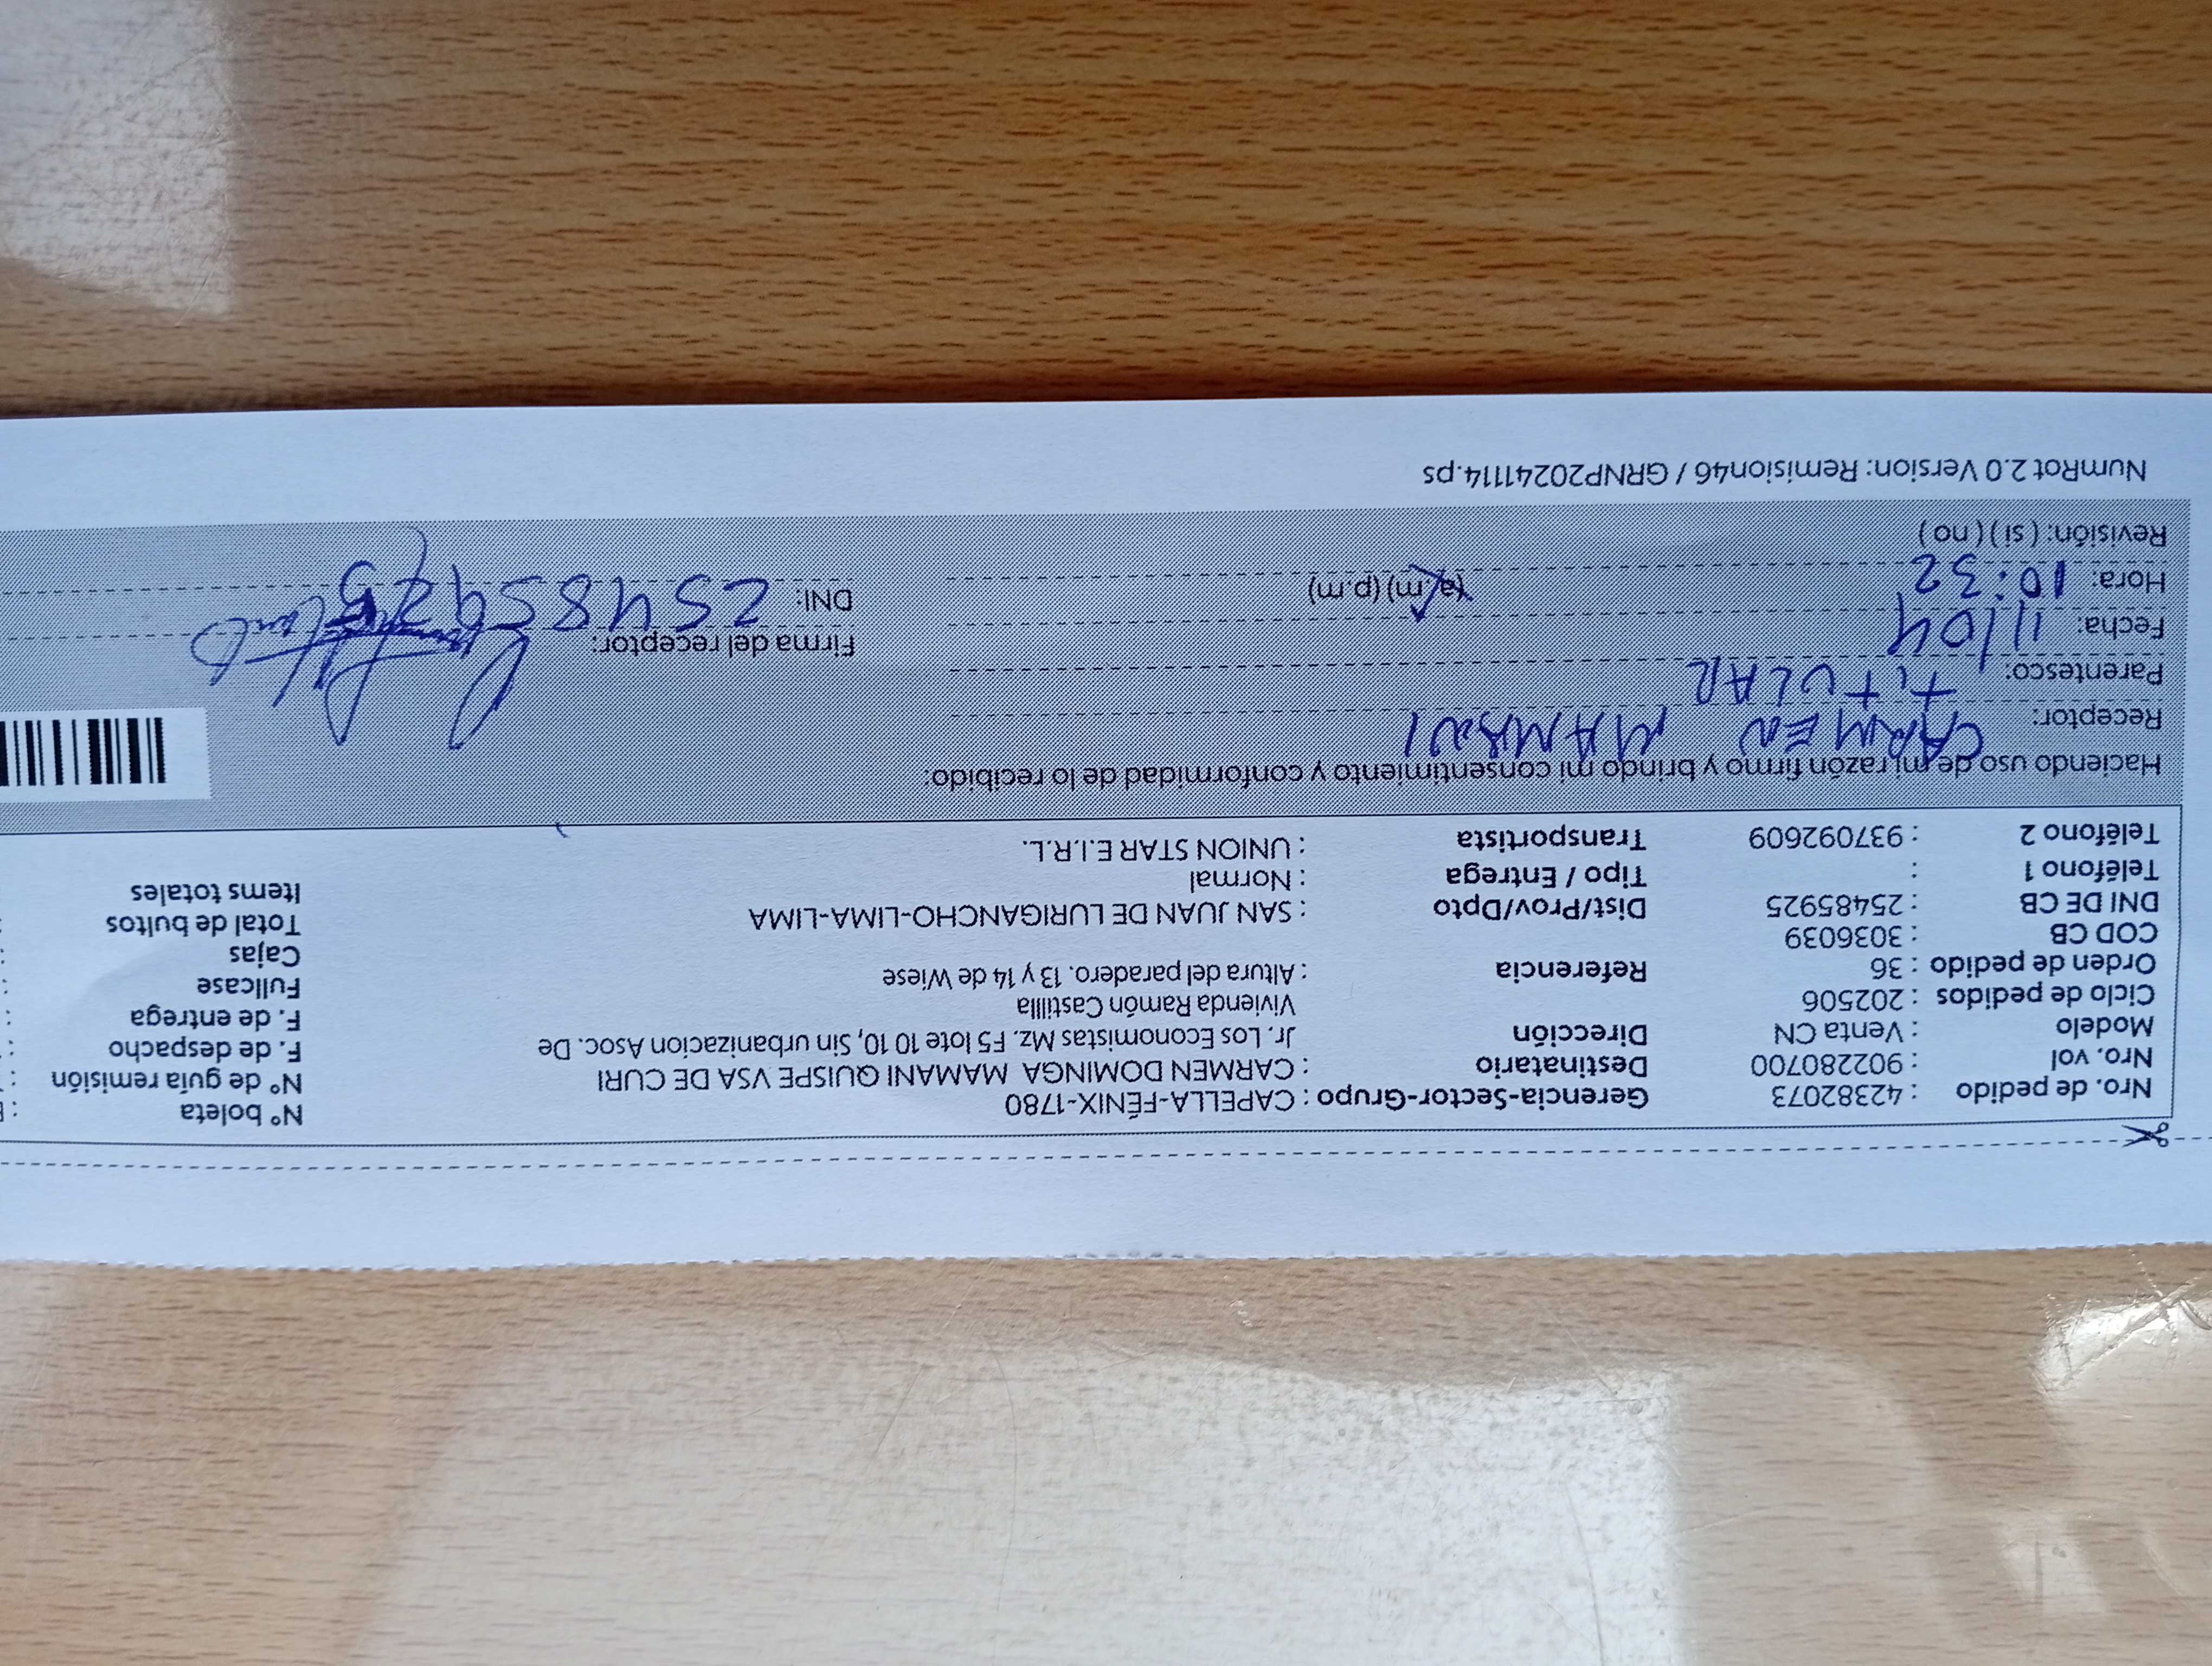 Nro. de pedido : 42382073 Gerencia-Sector-Grupo : CAPELLA-FÉNIX-1780 N° boleta :
Nro. vol : 902280700 Destinatario : CARMEN DOMINGA MAMANI QUISPE VSA DE CURI N° de guía remisión :
Modelo : Venta CN Dirección Jr. Los Economistas Mz. F5 lote 10 10, Sin urbanizacion Asoc. De F. de despacho :
Ciclo de pedidos : 202506 Vivienda Ramón Castilla F. de entrega :
Orden de pedido : 36 Referencia : Altura del paradero. 13 y 14 de Wiese Fullcase :
COD CB : 3036039 Cajas :
DNI DE CB : 25485925 Dist/Prov/Dpto : SAN JUAN DE LURIGANCHO-LIMA-LIMA Total de bultos :
Teléfono 1 : Tipo / Entrega : Normal Items totales
Teléfono 2 : 937092609 Transportista : UNION STAR E.I.R.L.
Haciendo uso de mi razón firmo y brindo mi consentimiento y conformidad de lo recibido:
Receptor: CARMEN MAMANI
Parentesco: TITULAR
Fecha: 11/04 Firma del receptor:
Hora: 10:32 (a.m) (p.m) DNI: 25485925
Revisión: ( si ) ( no )
NumRot 2.0 Version: Remision46 / GRNP20241114.ps